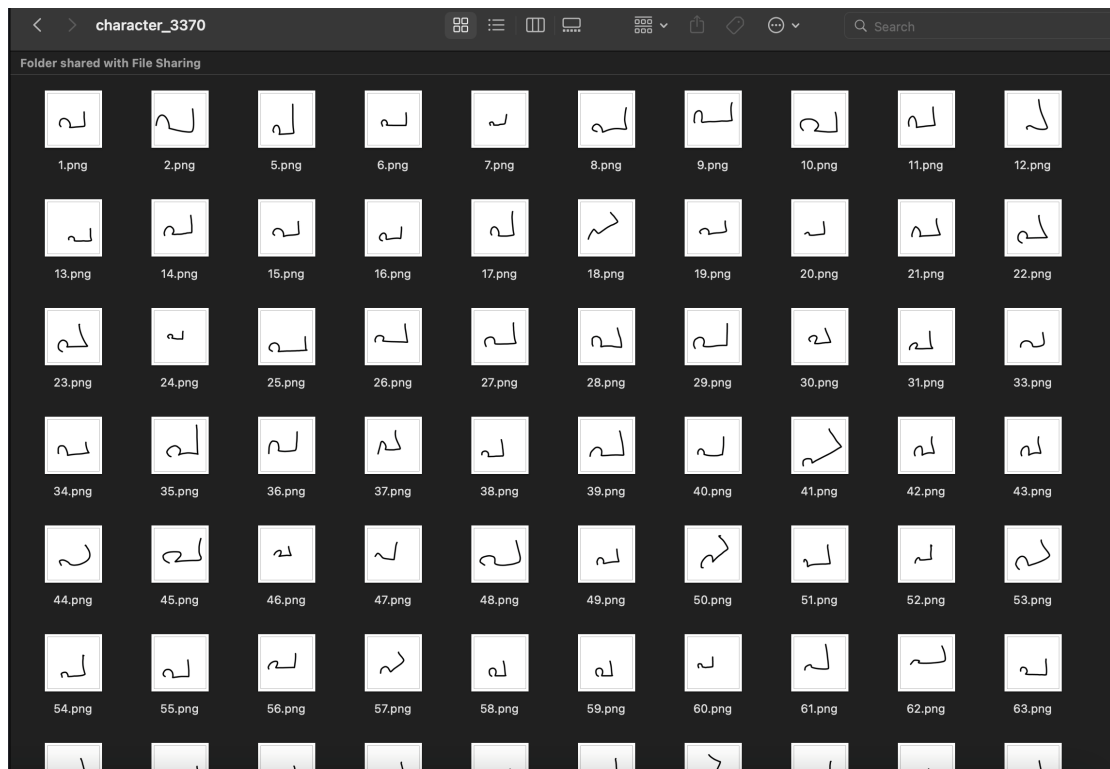 character_3370
Search
Folder shared with File Sharing
പ പ പ പ പ പ പ പ പ പ
1.png 2.png 5.png 6.png 7.png 8.png 9.png 10.png 11.png 12.png
പ പ പ പ പ പ പ പ പ പ
13.png 14.png 15.png 16.png 17.png 18.png 19.png 20.png 21.png 22.png
പ പ പ പ പ പ പ പ പ പ
23.png 24.png 25.png 26.png 27.png 28.png 29.png 30.png 31.png 33.png
പ പ പ പ പ പ പ പ പ പ
34.png 35.png 36.png 37.png 38.png 39.png 40.png 41.png 42.png 43.png
പ പ പ പ പ പ പ പ പ പ
44.png 45.png 46.png 47.png 48.png 49.png 50.png 51.png 52.png 53.png
പ പ പ പ പ പ പ പ പ പ
54.png 55.png 56.png 57.png 58.png 59.png 60.png 61.png 62.png 63.png